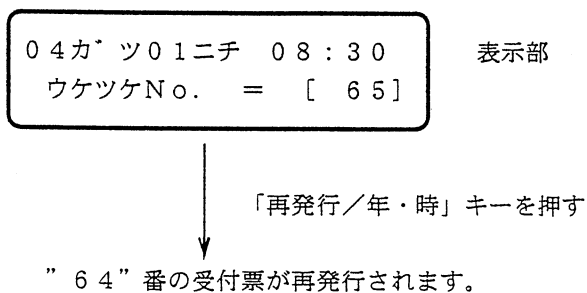 04ガツ01ニチ 08:30 表示部
ウケツケNo. = [ 65]
「再発行/年・時」キーを押す
”64”番の受付票が再発行されます。